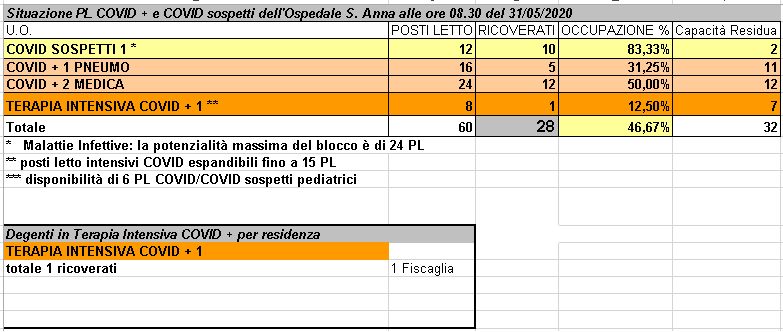 Situazione PL COVID + e COVID sospetti dell'Ospedale S. Anna alle ore 08.30 del 31/05/2020
U.O. POSTI LETTO RICOVERATI OCCUPAZIONE % Capacità Residua
COVID SOSPETTI 1 * 12 10 83,33% 2
COVID + 1 PNEUMO 16 5 31,25% 11
COVID + 2 MEDICA 24 12 50,00% 12
TERAPIA INTENSIVA COVID + 1 ** 8 1 12,50% 7
Totale 60 28 46,67% 32
* Malattie Infettive: la potenzialità massima del blocco è di 24 PL
** posti letto intensivi COVID espandibili fino a 15 PL
*** disponibilità di 6 PL COVID/COVID sospetti pediatrici
Degenti in Terapia Intensiva COVID + per residenza
TERAPIA INTENSIVA COVID + 1
totale 1 ricoverati 1 Fiscaglia